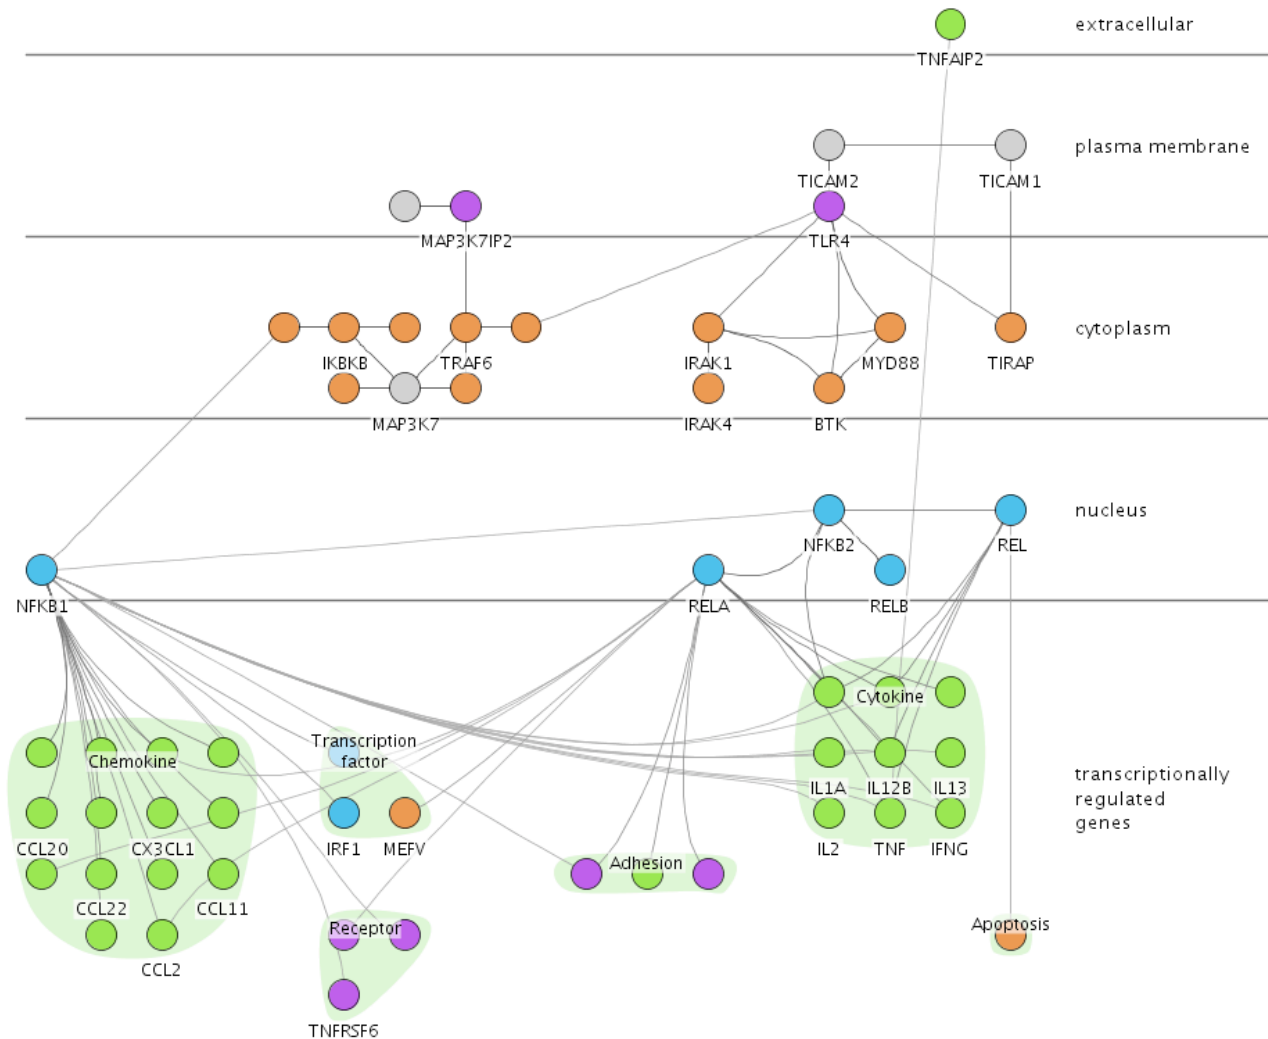 extracellular
TNFAIP2
plasma membrane
TICAM2
TICAM1
MAP3K7IP2
TLR4
cytoplasm
IKBKB
TRAF6
IRAK1
MYD88
TIRAP
MAP3K7
IRAK4
BTK
nucleus
NFKB2
REL
NFKB1
RELA
RELB
Cytokine
Transcription
factor
Chemokine
transcriptionally
regulated
genes
IL1A
IL12B
IL13
CCL20
CX3CL1
IRF1
MEFV
IL2
TNF
IFNG
Adhesion
CCL22
CCL11
Receptor
Apoptosis
CCL2
TNFRSF6